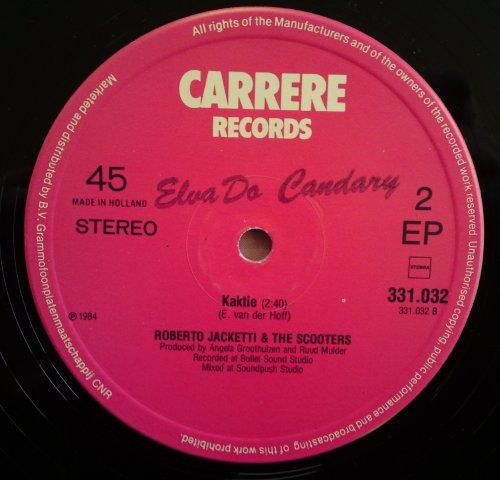 All rights of the Manufacturers and of the owners of the recorded work reserved. Unauthorised copying public performance and broadcasting of this work prohibited.
Marketed and distributed by B.V. Grammofoonplatenmaatschappij CNR
CARRERE
RECORDS
Elva Do Candary
45
MADE IN HOLLAND
STEREO
2
EP
STEMRA
331.032
331.032 B
℗ 1984
Kaktie (2:40)
(E. van der Hoff)
ROBERTO JACKETTI & THE SCOOTERS
Produced by Angela Groothuizen and Ruud Mulder
Recorded at Bullet Sound Studio
Mixed at Soundpush Studio